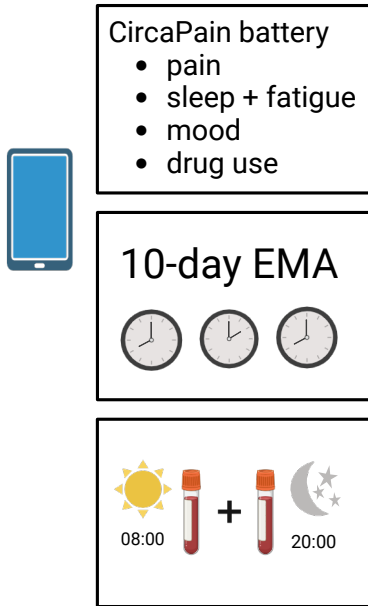 CircaPain battery
• pain
• sleep + fatigue
• mood
• drug use
10-day EMA
+
08:00
20:00